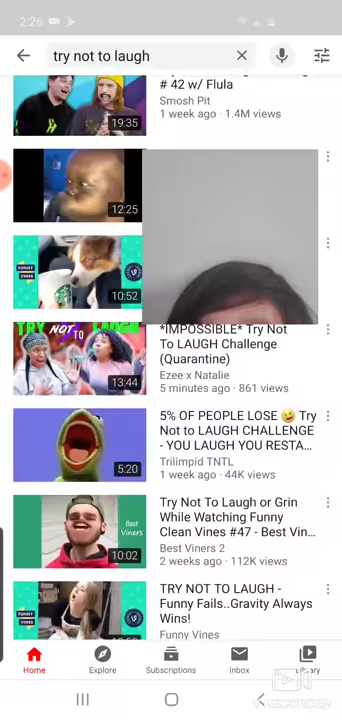 2:26
try not to laugh
# 42 w/ Flula
Smosh Pit
1 week ago · 1.4M views
19:35
12:25
FUNNY
VINES
10:52
TRY NOT TO LAUGH
*IMPOSSIBLE* Try Not
To LAUGH Challenge
(Quarantine)
Ezee x Natalie
5 minutes ago · 861 views
13:44
5% OF PEOPLE LOSE 🤣 Try
Not to LAUGH CHALLENGE
- YOU LAUGH YOU RESTA...
Trilimpid TNTL
1 week ago · 44K views
5:20
Try Not To Laugh or Grin
While Watching Funny
Clean Vines #47 - Best Vin...
Best Viners 2
2 weeks ago · 112K views
Best
Viners
10:02
TRY NOT TO LAUGH -
Funny Fails..Gravity Always
Wins!
Funny Vines
FUNNY
VINES
Home
Explore
Subscriptions
Inbox
Library
VRECORDER